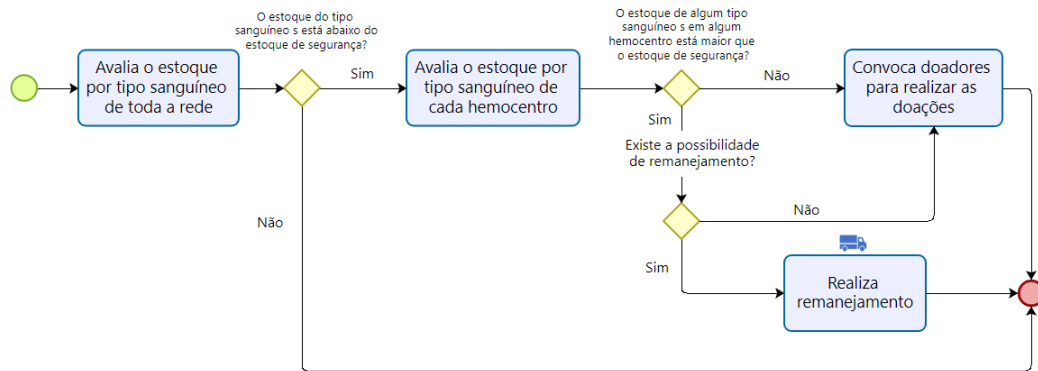 O estoque do tipo
sanguíneo s está abaixo do
estoque de segurança?
O estoque de algum tipo
sanguíneo s em algum
hemocentro está maior que
o estoque de segurança?
Avalia o estoque
por tipo sanguíneo
de toda a rede
Sim
Avalia o estoque por
tipo sanguíneo de
cada hemocentro
Não
Convoca doadores
para realizar as
doações
Sim
Existe a possibilidade
de remanejamento?
Não
Não
Sim
Realiza
remanejamento